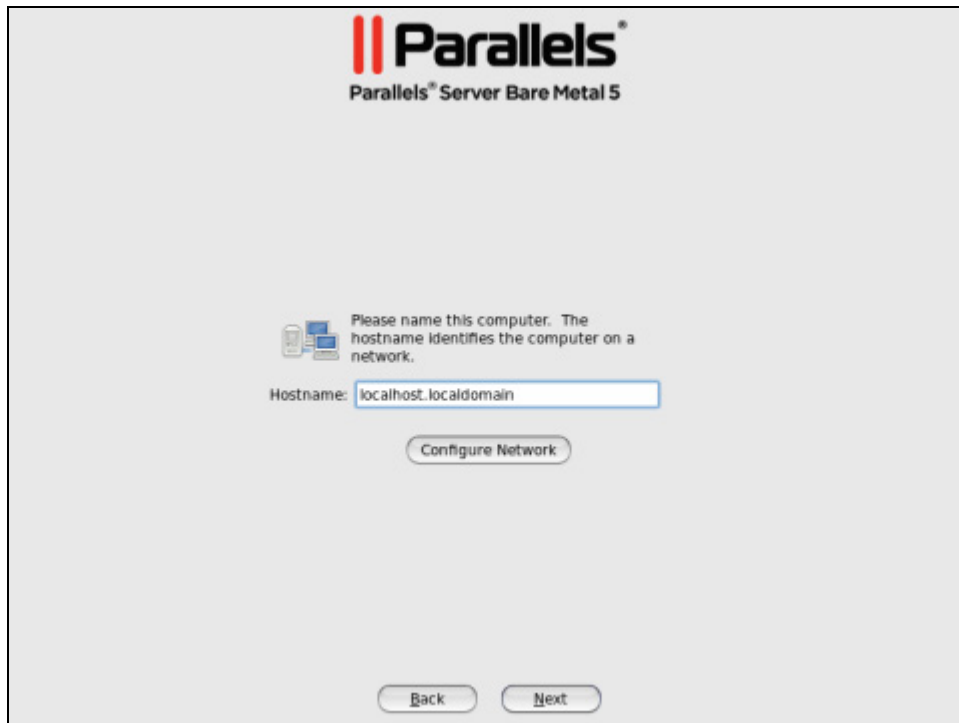 Parallels®
Parallels® Server Bare Metal 5
Please name this computer. The
hostname identifies the computer on a
network.
Hostname: localhost.localdomain
Configure Network
Back Next